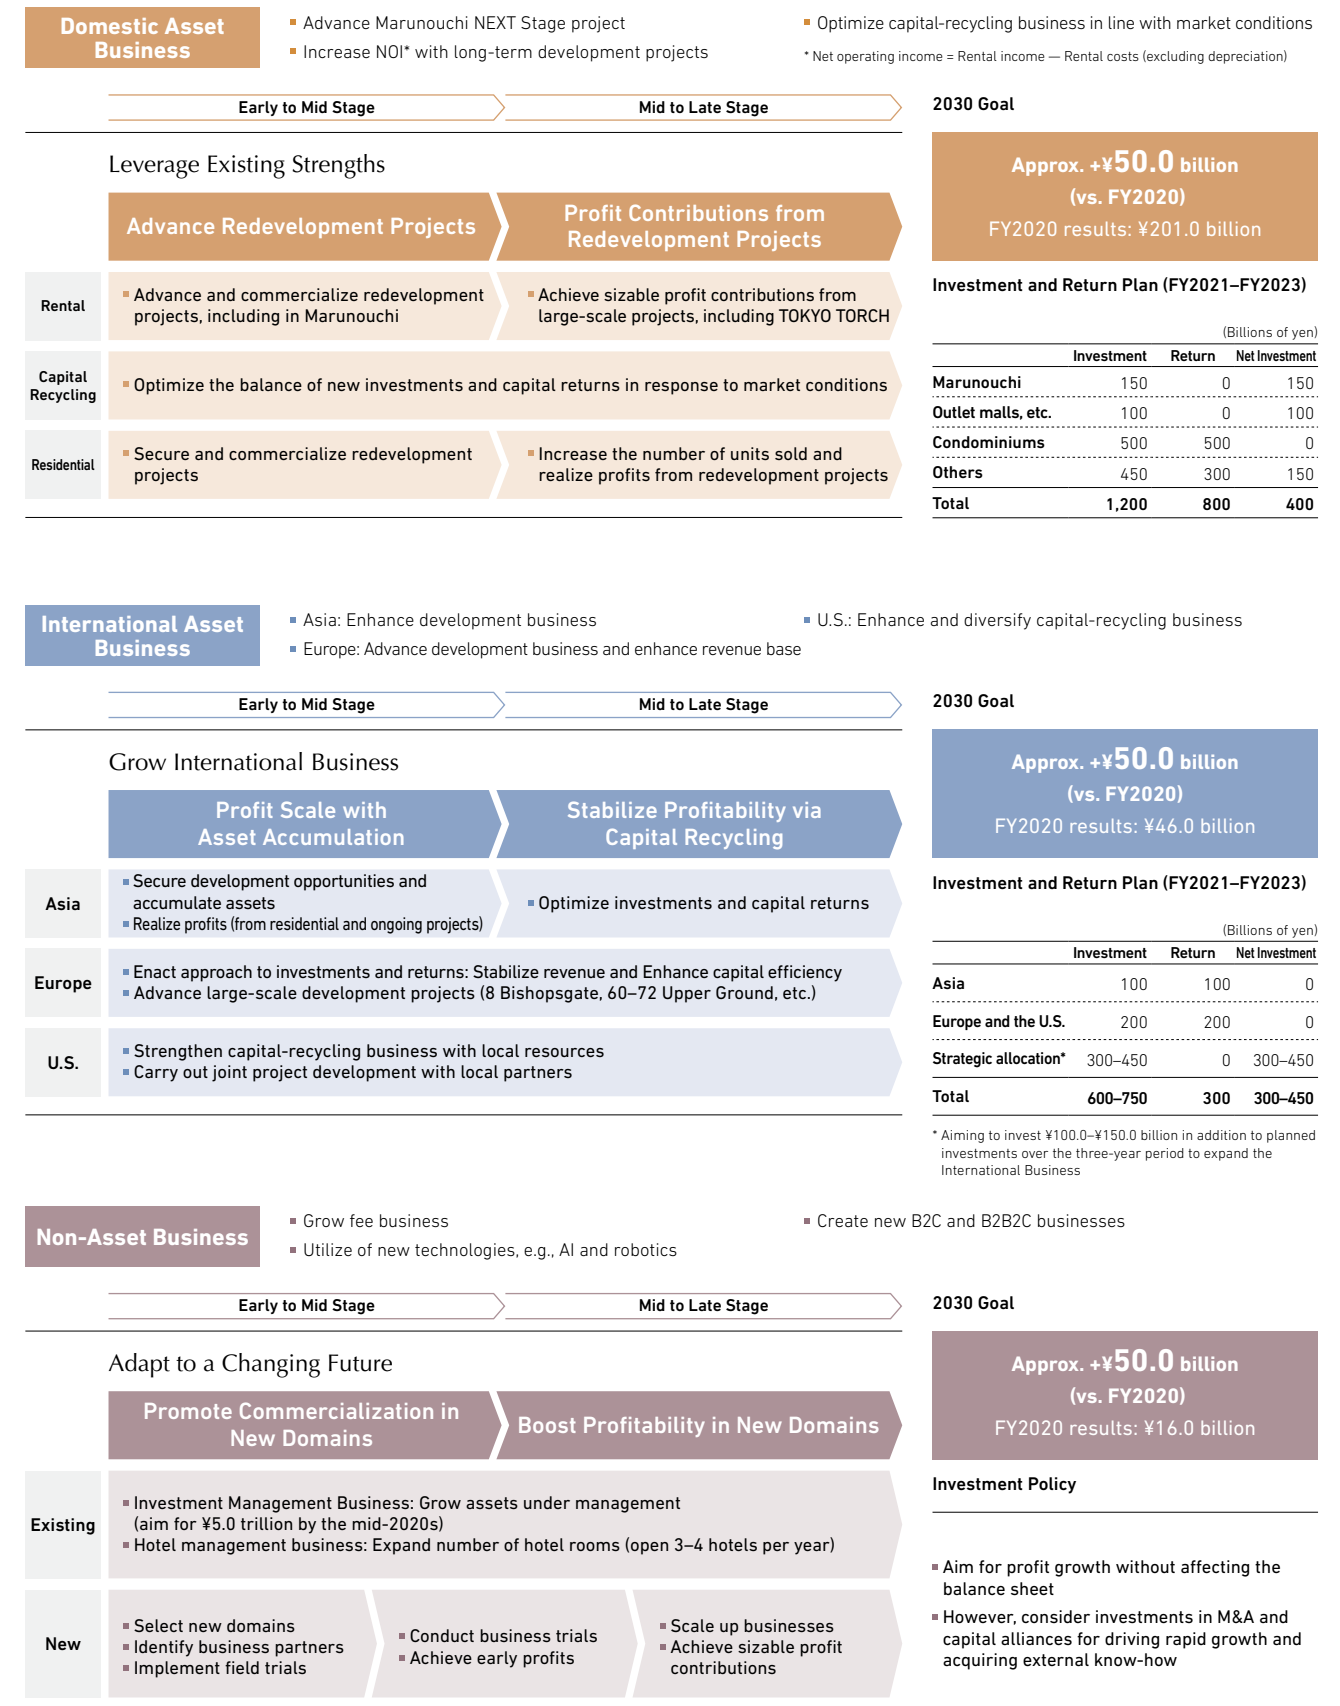 Domestic Asset
Business
Advance Marunouchi NEXT Stage project
Increase NOI* with long-term development projects
Optimize capital-recycling business in line with market conditions
* Net operating income = Rental income — Rental costs (excluding depreciation)
Early to Mid Stage
Mid to Late Stage
2030 Goal
Leverage Existing Strengths
Advance Redevelopment Projects
Profit Contributions from
Redevelopment Projects
Approx. +¥50.0 billion
(vs. FY2020)
FY2020 results: ¥201.0 billion
Rental
Advance and commercialize redevelopment
projects, including in Marunouchi
Achieve sizable profit contributions from
large-scale projects, including TOKYO TORCH
Capital
Recycling
Optimize the balance of new investments and capital returns in response to market conditions
Residential
Secure and commercialize redevelopment
projects
Increase the number of units sold and
realize profits from redevelopment projects
Investment and Return Plan (FY2021–FY2023)
(Billions of yen)
Investment Return Net Investment
Marunouchi 150 0 150
Outlet malls, etc. 100 0 100
Condominiums 500 500 0
Others 450 300 150
Total 1,200 800 400
International Asset
Business
Asia: Enhance development business
Europe: Advance development business and enhance revenue base
U.S.: Enhance and diversify capital-recycling business
Early to Mid Stage
Mid to Late Stage
2030 Goal
Grow International Business
Profit Scale with
Asset Accumulation
Stabilize Profitability via
Capital Recycling
Approx. +¥50.0 billion
(vs. FY2020)
FY2020 results: ¥46.0 billion
Asia
Secure development opportunities and
accumulate assets
Realize profits (from residential and ongoing projects)
Optimize investments and capital returns
Europe
Enact approach to investments and returns: Stabilize revenue and Enhance capital efficiency
Advance large-scale development projects (8 Bishopsgate, 60–72 Upper Ground, etc.)
U.S.
Strengthen capital-recycling business with local resources
Carry out joint project development with local partners
Investment and Return Plan (FY2021–FY2023)
(Billions of yen)
Investment Return Net Investment
Asia 100 100 0
Europe and the U.S. 200 200 0
Strategic allocation* 300–450 0 300–450
Total 600–750 300 300–450
* Aiming to invest ¥100.0–¥150.0 billion in addition to planned
investments over the three-year period to expand the
International Business
Non-Asset Business
Grow fee business
Utilize of new technologies, e.g., AI and robotics
Create new B2C and B2B2C businesses
Early to Mid Stage
Mid to Late Stage
2030 Goal
Adapt to a Changing Future
Promote Commercialization in
New Domains
Boost Profitability in New Domains
Approx. +¥50.0 billion
(vs. FY2020)
FY2020 results: ¥16.0 billion
Existing
Investment Management Business: Grow assets under management
(aim for ¥5.0 trillion by the mid-2020s)
Hotel management business: Expand number of hotel rooms (open 3–4 hotels per year)
New
Select new domains
Identify business partners
Implement field trials
Conduct business trials
Achieve early profits
Scale up businesses
Achieve sizable profit
contributions
Investment Policy
Aim for profit growth without affecting the
balance sheet
However, consider investments in M&A and
capital alliances for driving rapid growth and
acquiring external know-how